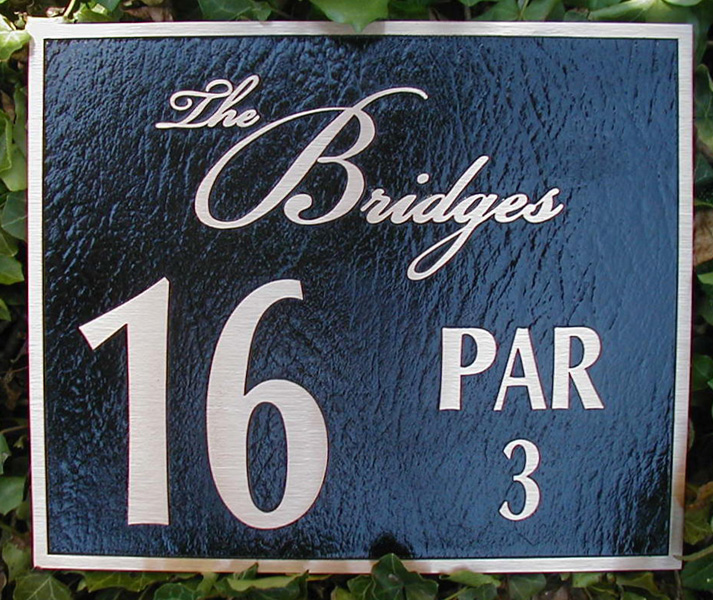 The Bridges
16
PAR
3